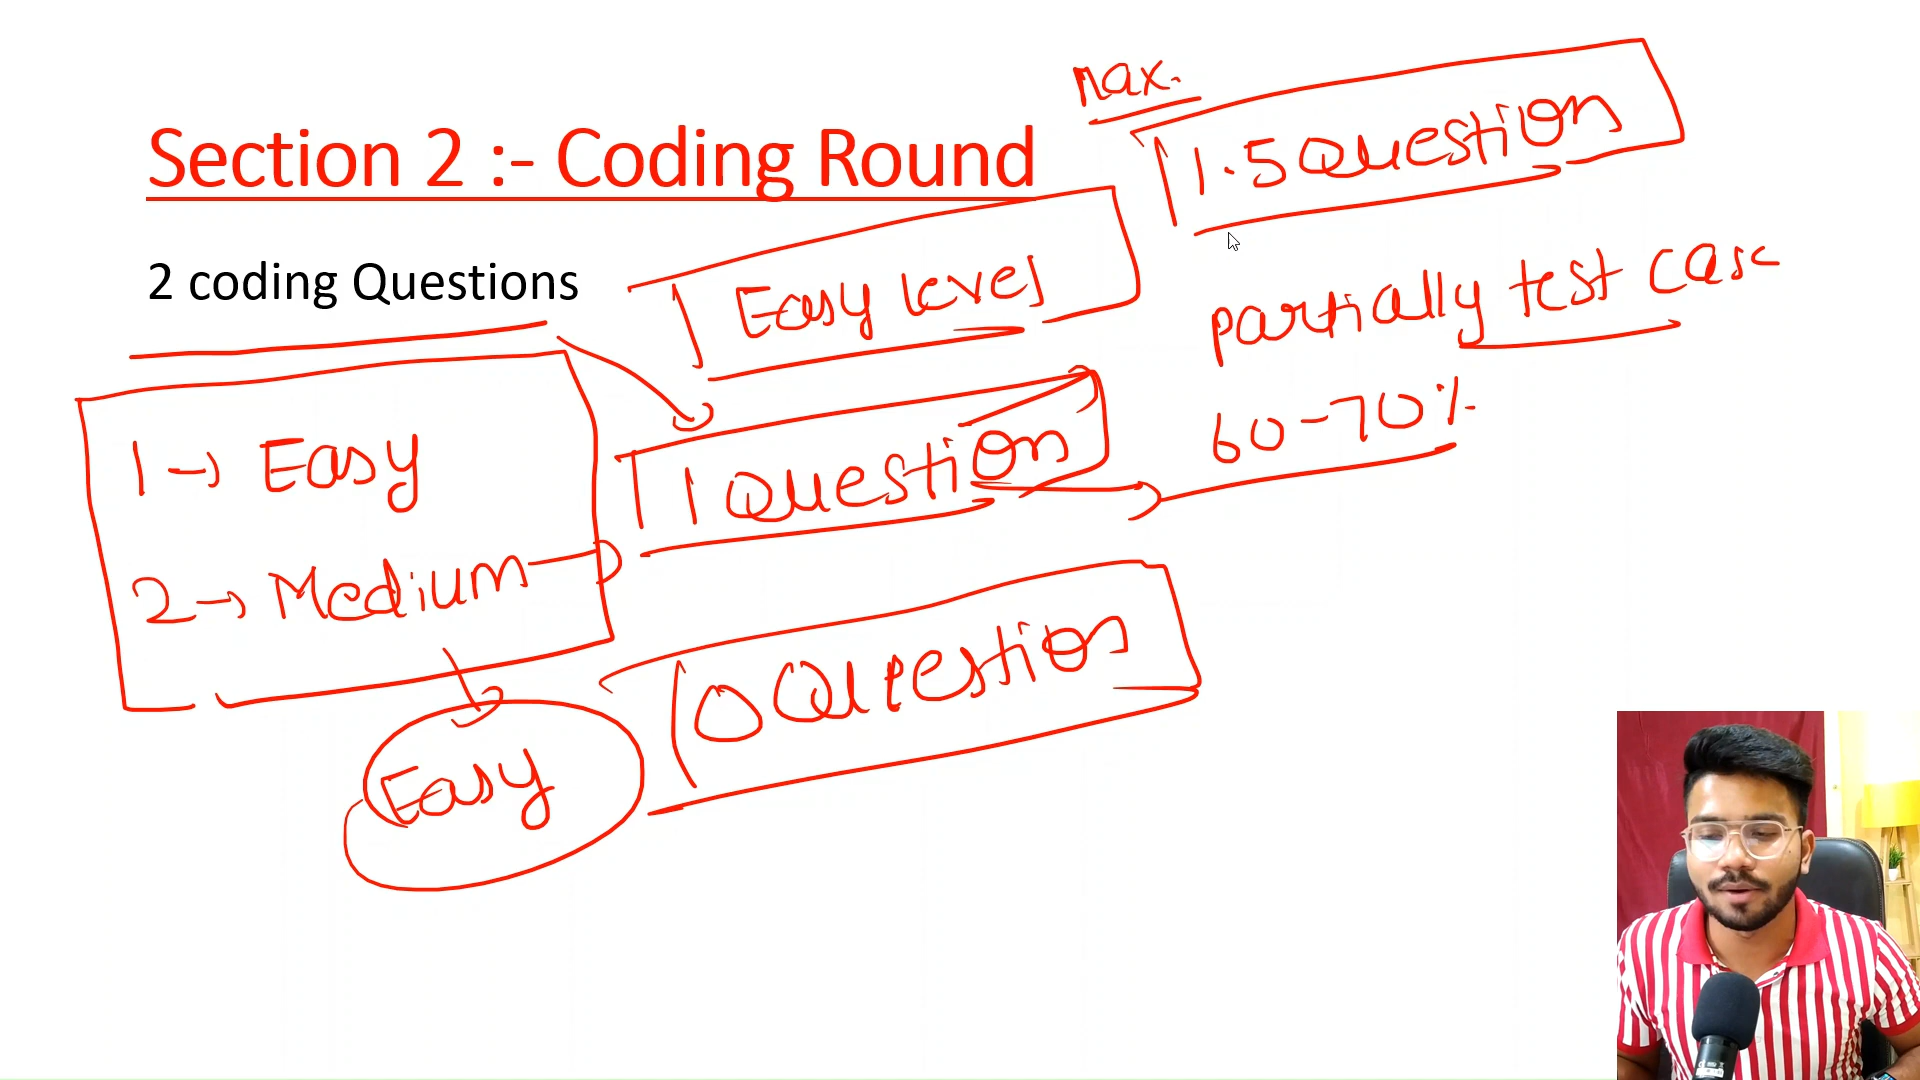 Max.
1.5 Question
Section 2 :- Coding Round
2 coding Questions
Easy level
partially test case
60-70%
1 → Easy
1 Question
2 → Medium
0 Question
Easy